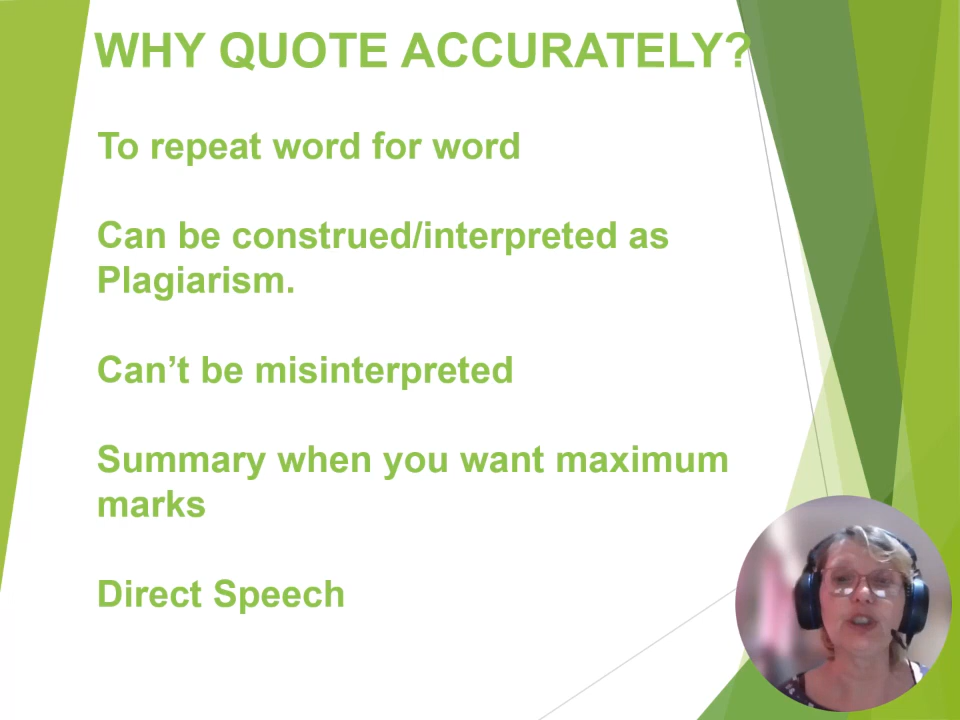 WHY QUOTE ACCURATELY?
To repeat word for word
Can be construed/interpreted as
Plagiarism.
Can’t be misinterpreted
Summary when you want maximum
marks
Direct Speech